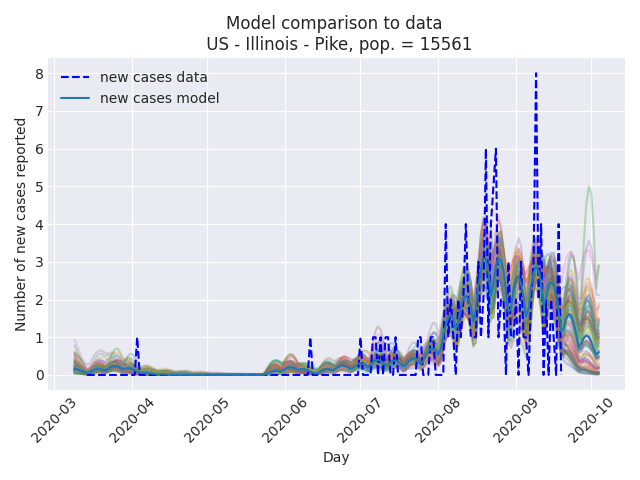 Model comparison to data
US - Illinois - Pike, pop. = 15561
new cases data
new cases model
Number of new cases reported
8
7
6
5
4
3
2
1
0
2020-03
2020-04
2020-05
2020-06
2020-07
2020-08
2020-09
2020-10
Day